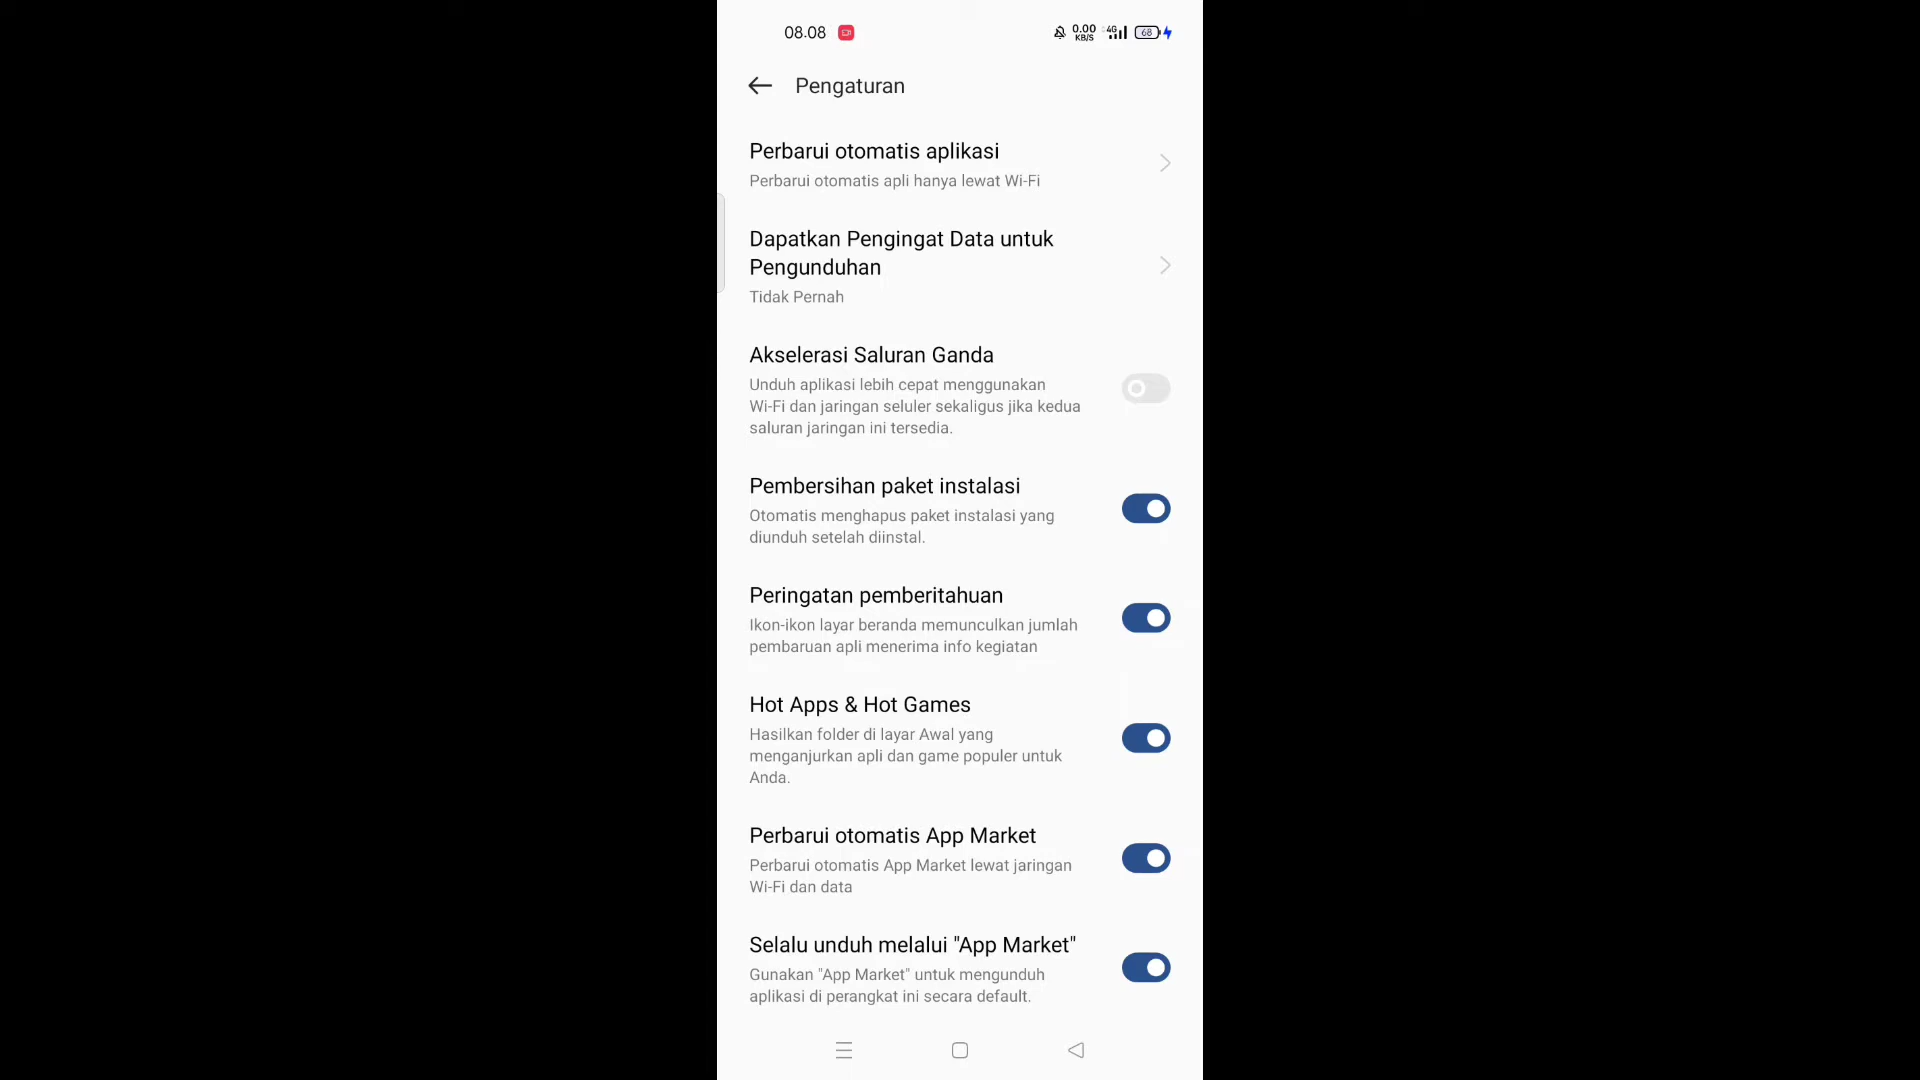 08.08
0.00
KB/S
4G
68
Pengaturan
Perbarui otomatis aplikasi
Perbarui otomatis apli hanya lewat Wi-Fi
Dapatkan Pengingat Data untuk
Pengunduhan
Tidak Pernah
Akselerasi Saluran Ganda
Unduh aplikasi lebih cepat menggunakan
Wi-Fi dan jaringan seluler sekaligus jika kedua
saluran jaringan ini tersedia.
Pembersihan paket instalasi
Otomatis menghapus paket instalasi yang
diunduh setelah diinstal.
Peringatan pemberitahuan
Ikon-ikon layar beranda memunculkan jumlah
pembaruan apli menerima info kegiatan
Hot Apps & Hot Games
Hasilkan folder di layar Awal yang
menganjurkan apli dan game populer untuk
Anda.
Perbarui otomatis App Market
Perbarui otomatis App Market lewat jaringan
Wi-Fi dan data
Selalu unduh melalui "App Market"
Gunakan "App Market" untuk mengunduh
aplikasi di perangkat ini secara default.